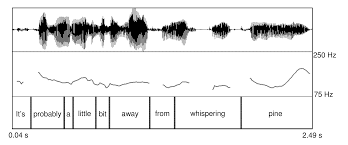 250 Hz
75 Hz
It's probably a little bit away from whispering pine
0.04 s 2.49 s